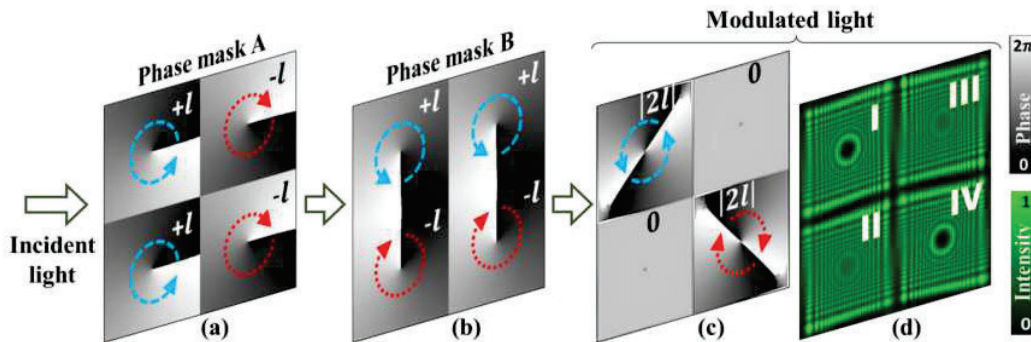 Modulated light
Phase mask A
Phase mask B
+l
-l
+l
-l
+l
+l
-l
-l
|2l|
0
0
|2l|
I
III
II
IV
2π
Phase
0
1
Intensity
0
Incident
light
(a)
(b)
(c)
(d)